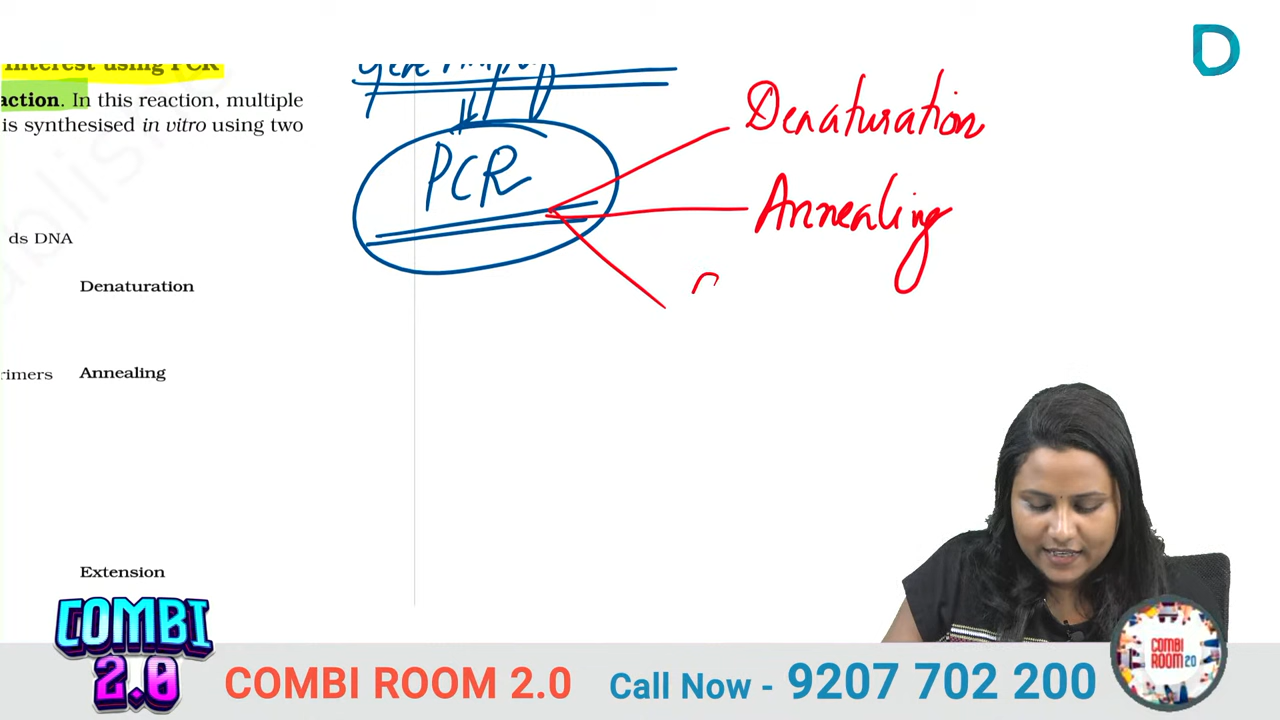 interest using PCR
action. In this reaction, multiple
is synthesised in vitro using two
ds DNA
Denaturation
rimers Annealing
Extension
PCR
Denaturation
Annealing
D
COMBI
2.0
COMBI ROOM 2.0 Call Now - 9207 702 200
COMBI
ROOM 2.0